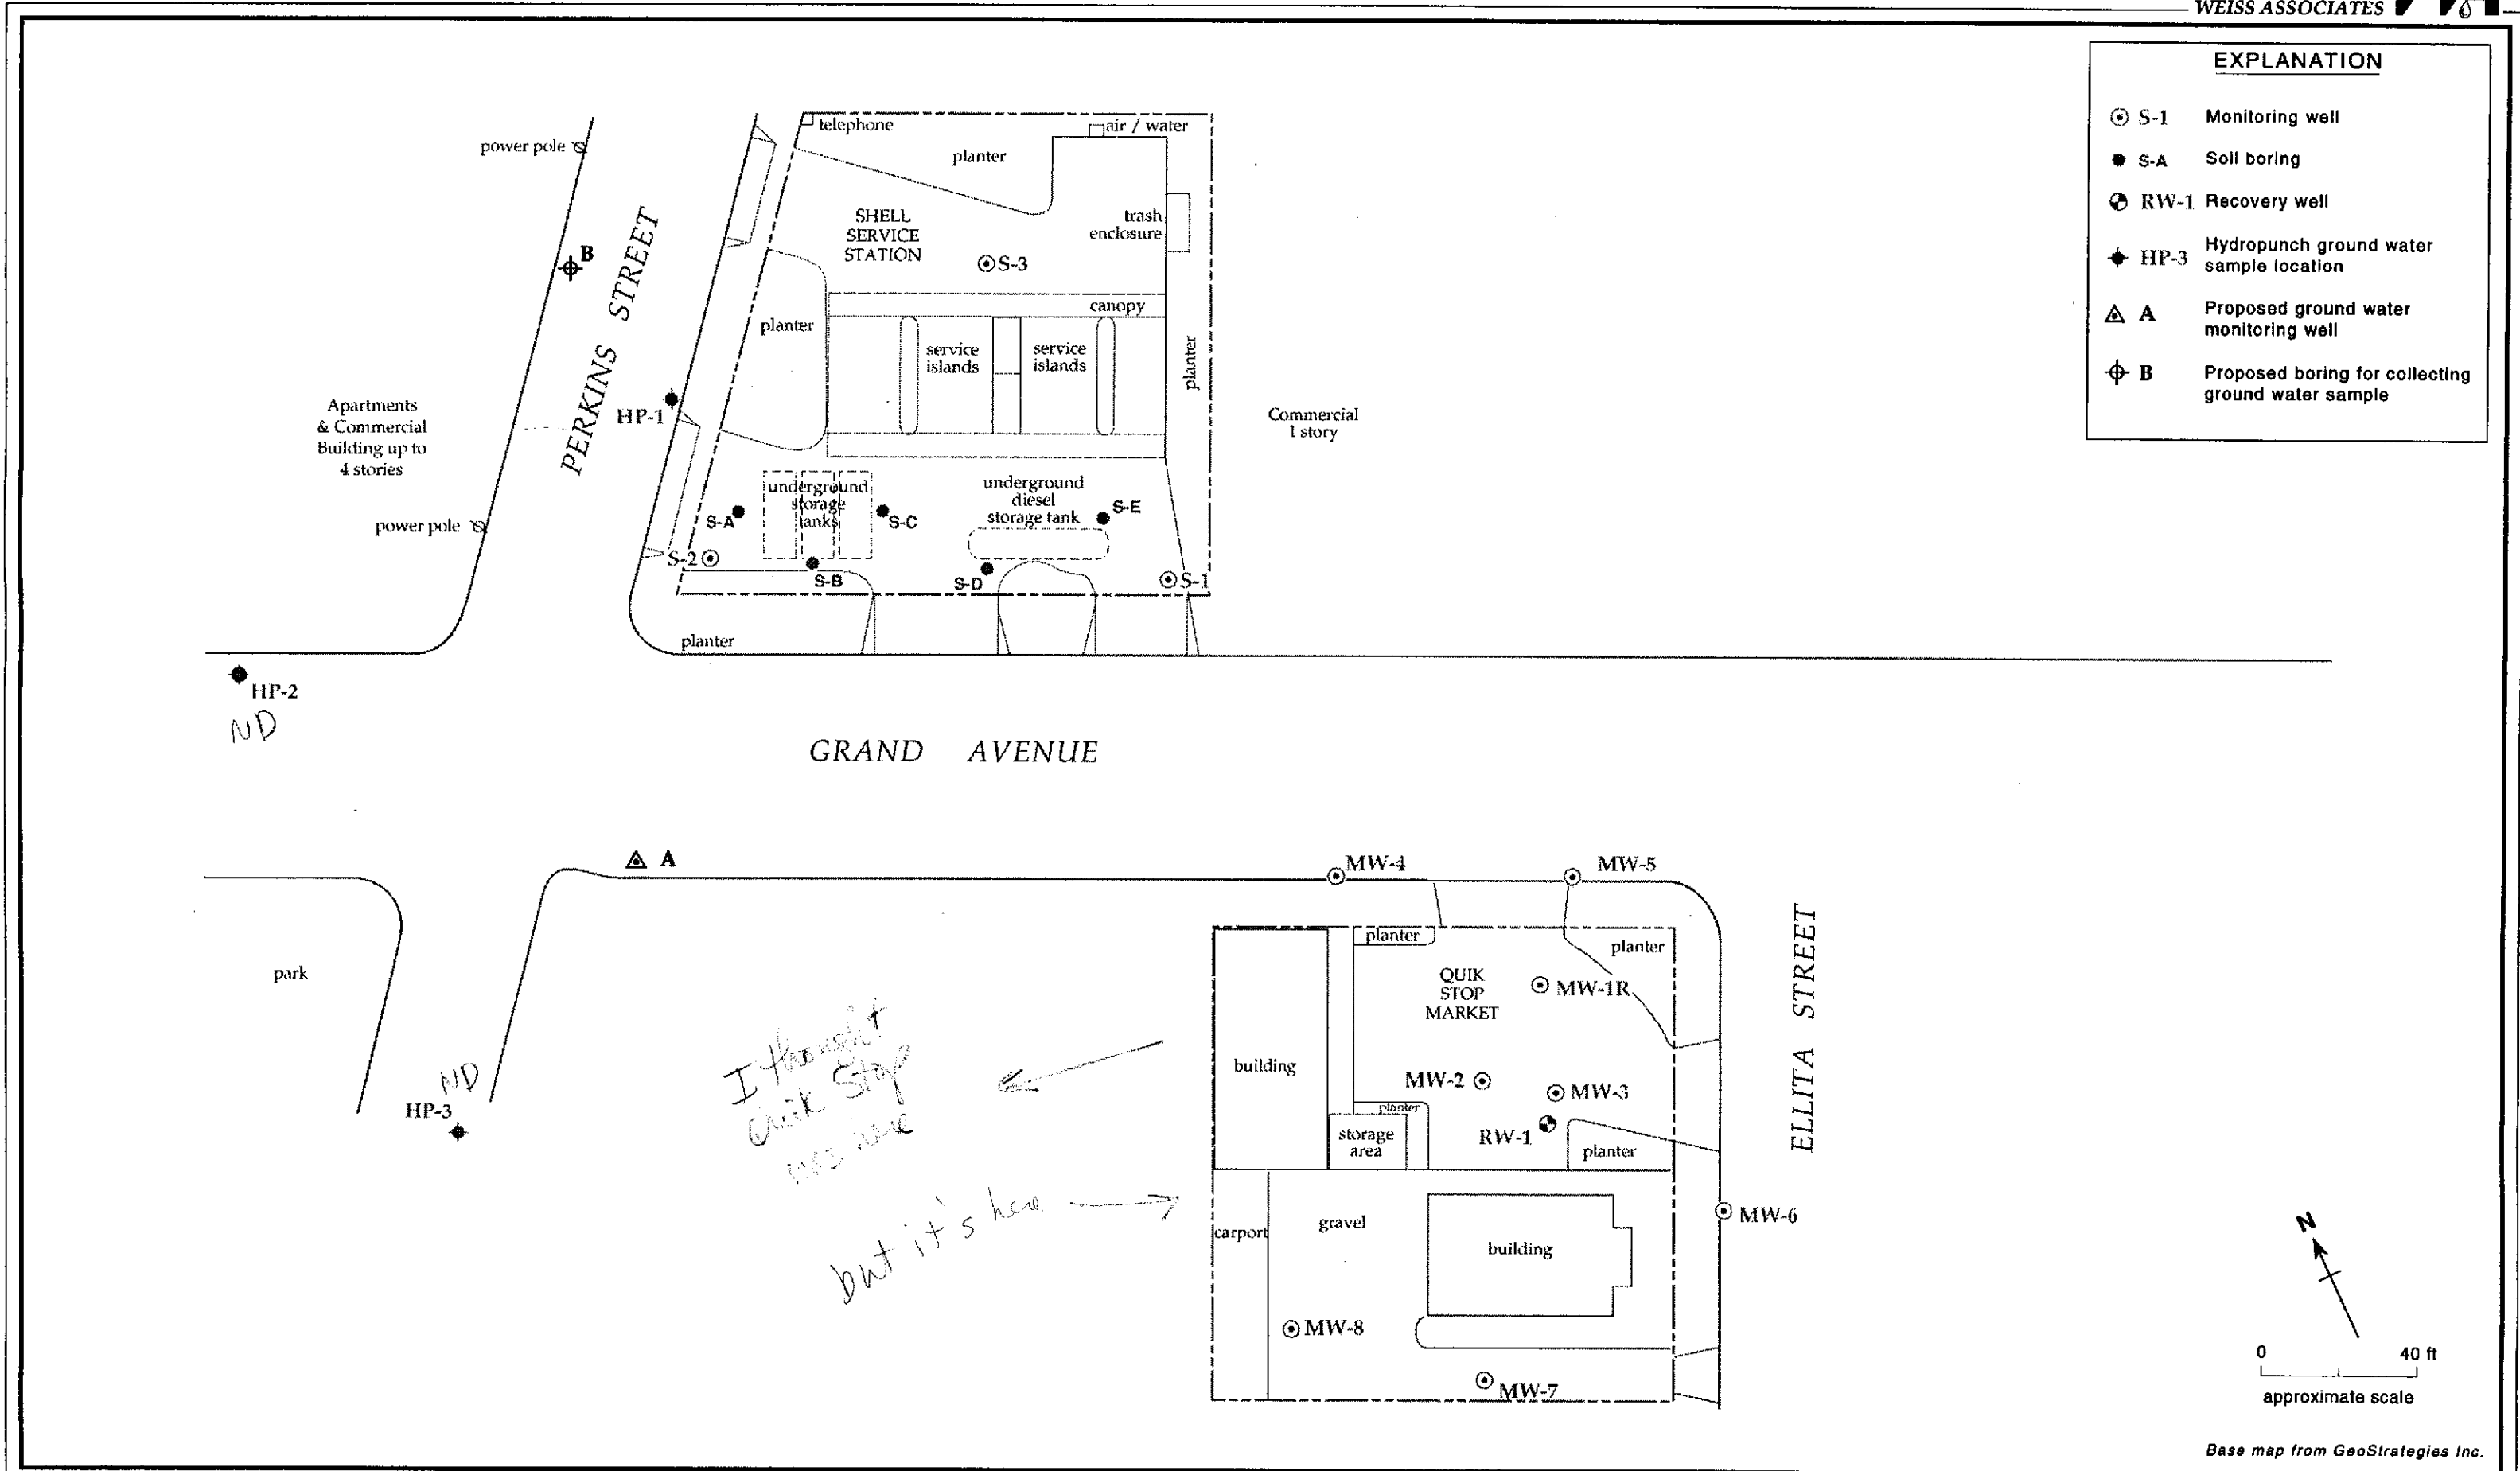 WEISS ASSOCIATES
EXPLANATION
S-1 Monitoring well
S-A Soil boring
RW-1 Recovery well
HP-3 Hydropunch ground water
sample location
A Proposed ground water
monitoring well
B Proposed boring for collecting
ground water sample
telephone
air / water
power pole
planter
SHELL
SERVICE
STATION
trash
enclosure
B
S-3
PERKINS STREET
canopy
planter
service
islands
service
islands
planter
HP-1
Apartments
& Commercial
Building up to
4 stories
Commercial
1 story
underground
storage
tanks
underground
diesel
storage tank
S-A
S-C
S-E
power pole
S-2
S-B
S-D
S-1
planter
HP-2
ND
GRAND AVENUE
A
MW-4
MW-5
planter
planter
park
QUIK
STOP
MARKET
MW-1R
ELLITA STREET
I thought
Quik Stop
was here
building
MW-2
MW-3
ND
HP-3
planter
storage
area
RW-1
planter
but it's here
carport
gravel
building
MW-6
MW-8
MW-7
N
0 40 ft
approximate scale
Base map from GeoStrategies Inc.